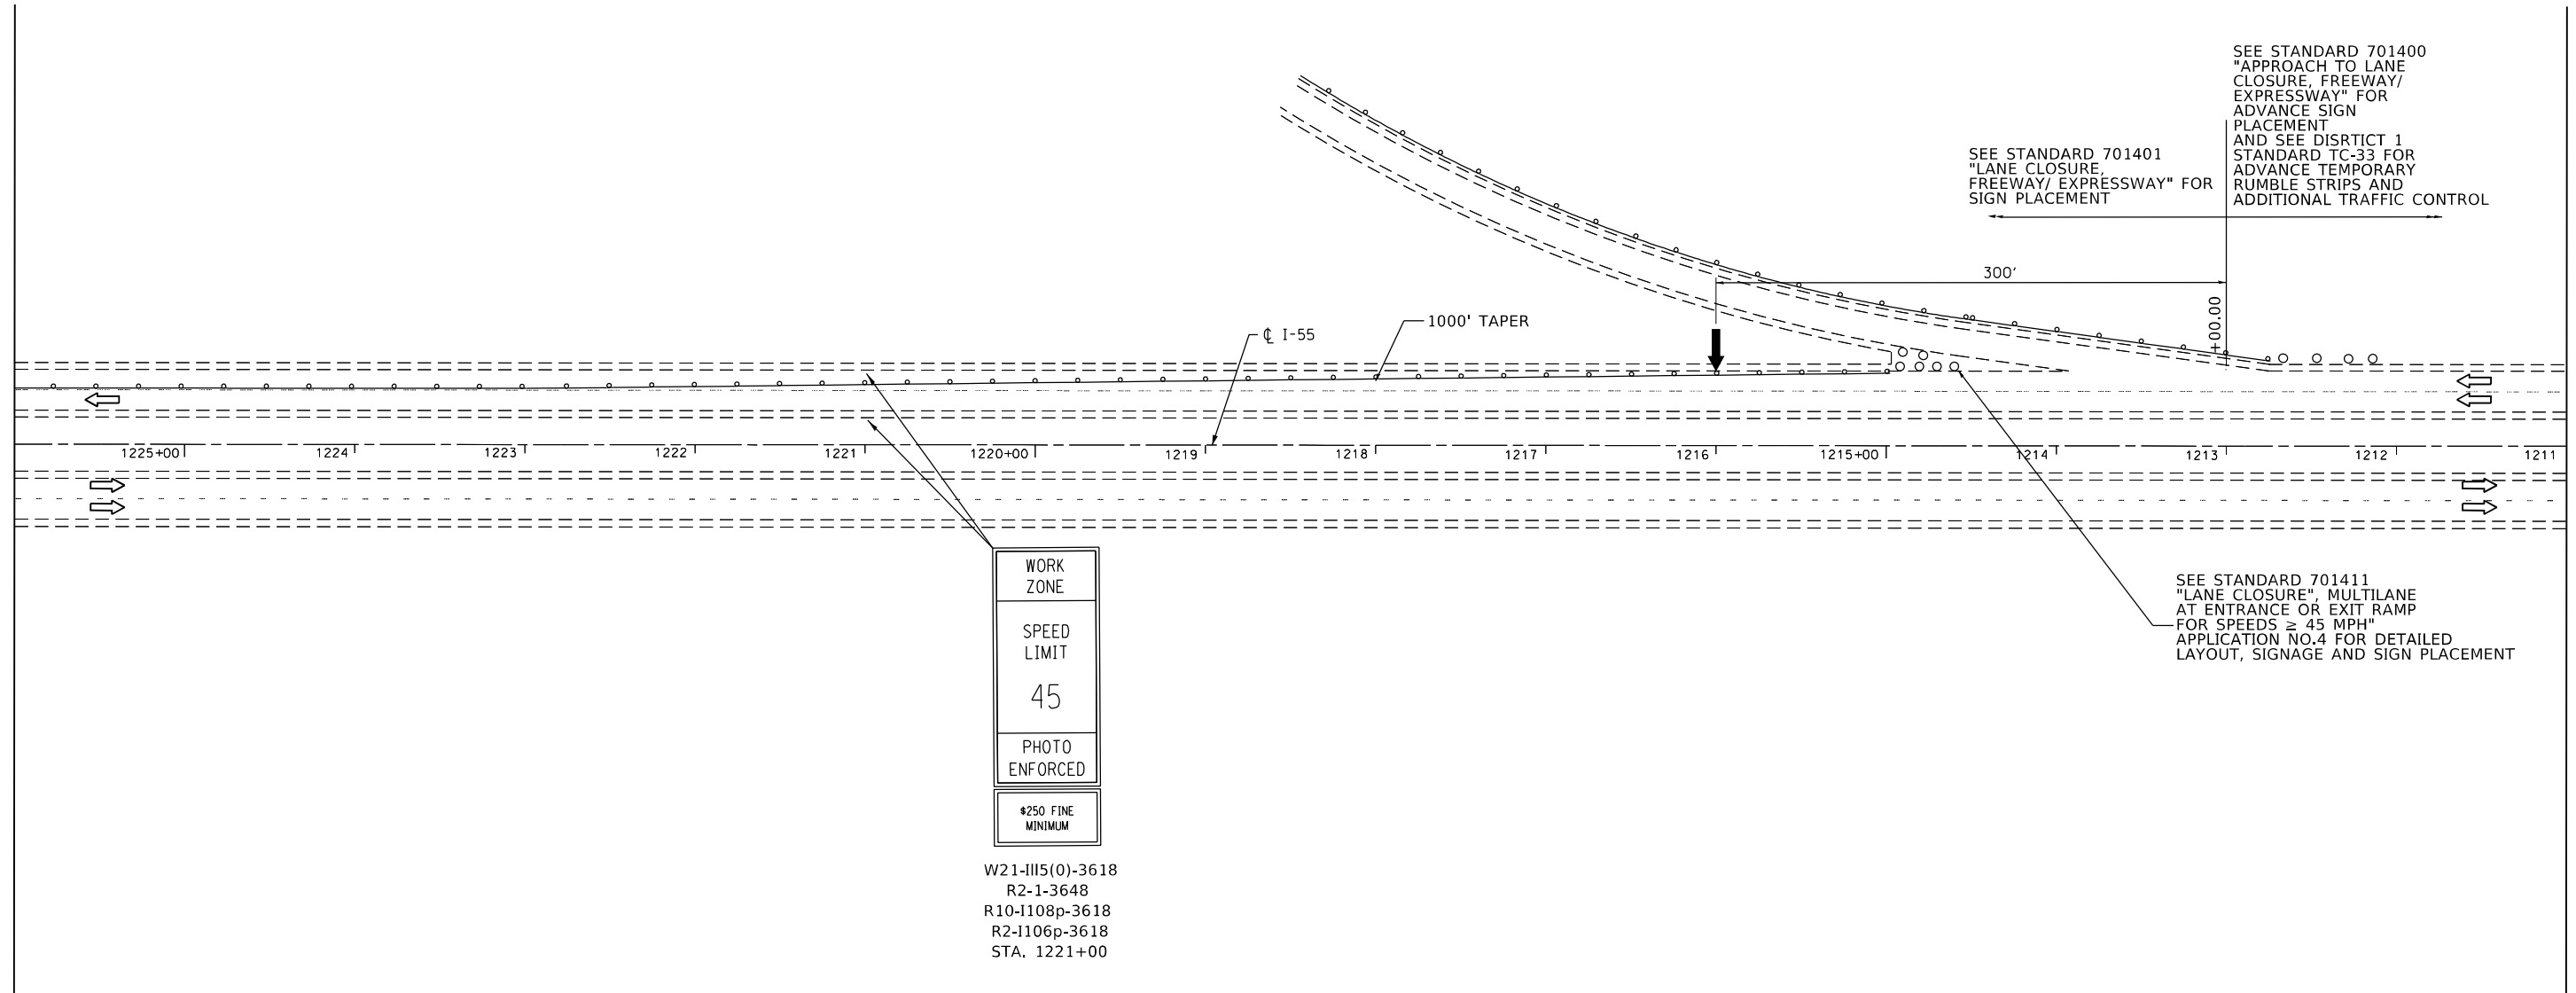 SEE STANDARD 701400
"APPROACH TO LANE
CLOSURE, FREEWAY/
EXPRESSWAY" FOR
ADVANCE SIGN
PLACEMENT
AND SEE DISRTICT 1
STANDARD TC-33 FOR
ADVANCE TEMPORARY
RUMBLE STRIPS AND
ADDITIONAL TRAFFIC CONTROL
SEE STANDARD 701401
"LANE CLOSURE,
FREEWAY/ EXPRESSWAY" FOR
SIGN PLACEMENT
300'
+00.00
1000' TAPER
℄ I-55
1225+00
1224
1223
1222
1221
1220+00
1219
1218
1217
1216
1215+00
1214
1213
1212
1211
WORK
ZONE
SPEED
LIMIT
45
PHOTO
ENFORCED
$250 FINE
MINIMUM
W21-III5(0)-3618
R2-1-3648
R10-I108p-3618
R2-I106p-3618
STA. 1221+00
SEE STANDARD 701411
"LANE CLOSURE", MULTILANE
AT ENTRANCE OR EXIT RAMP
FOR SPEEDS ≥ 45 MPH"
APPLICATION NO.4 FOR DETAILED
LAYOUT, SIGNAGE AND SIGN PLACEMENT